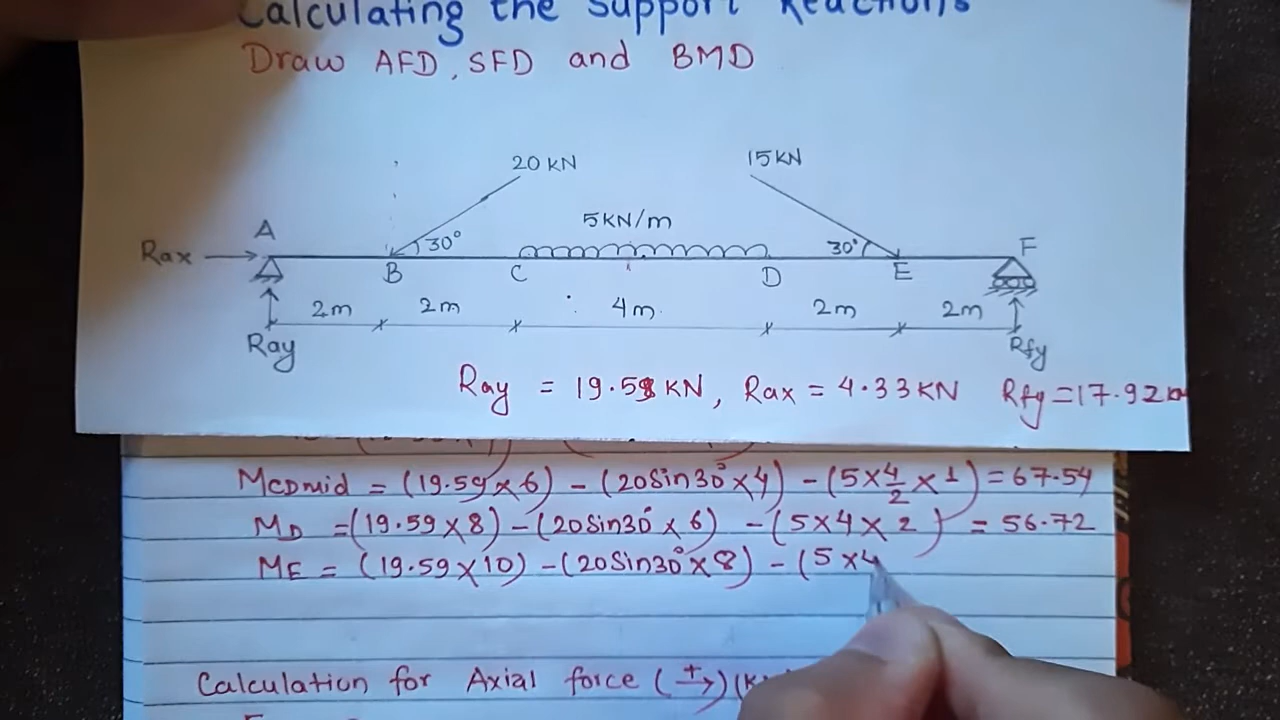 Calculating the Support Reactions
Draw AFD, SFD and BMD
20 KN 15 KN
5 KN/m
A 30° 30° F
Rax
B C D E
2m 2m 4m 2m 2m
Ray Rfy
Ray = 19.58 KN, Rax = 4.33 KN Rfy = 17.92
MCDmid = (19.59 × 6) - (20Sin30° × 4) - (5 × 4/2 × 1) = 67.54
MD = (19.59 × 8) - (20Sin30° × 6) - (5 × 4 × 2) = 56.72
ME = (19.59 × 10) - (20Sin30° × 8) - (5 × 4
Calculation for Axial force (+→)